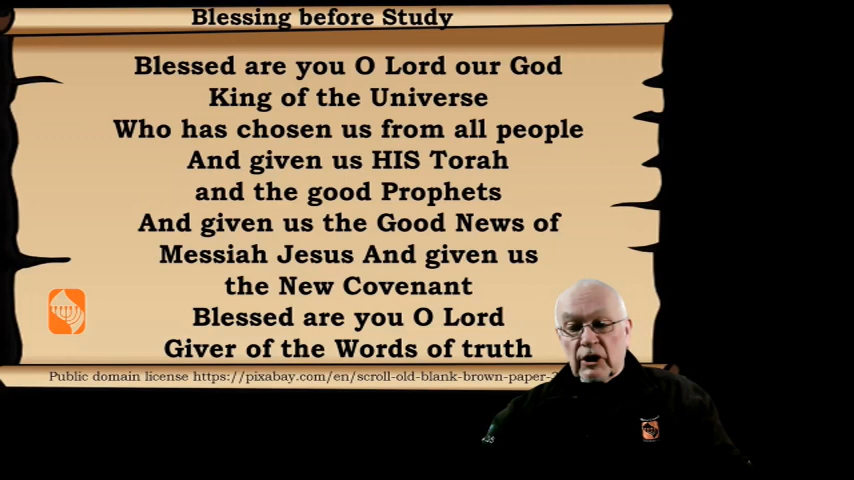 Blessing before Study
Blessed are you O Lord our God
King of the Universe
Who has chosen us from all people
And given us HIS Torah
and the good Prophets
And given us the Good News of
Messiah Jesus And given us
the New Covenant
Blessed are you O Lord
Giver of the Words of truth
Public domain license https://pixabay.com/en/scroll-old-blank-brown-paper-